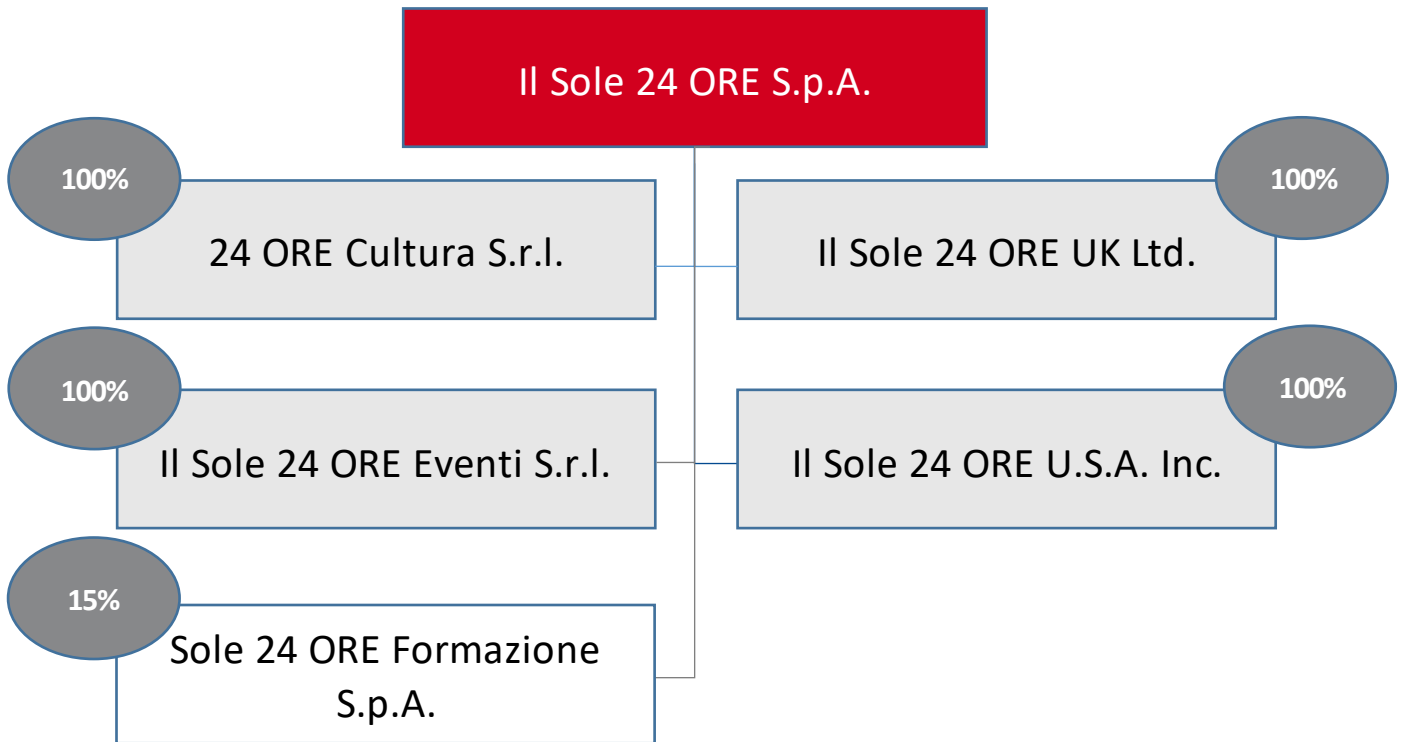 Il Sole 24 ORE S.p.A.
100%
24 ORE Cultura S.r.l.
100%
Il Sole 24 ORE UK Ltd.
100%
Il Sole 24 ORE Eventi S.r.l.
100%
Il Sole 24 ORE U.S.A. Inc.
15%
Sole 24 ORE Formazione
S.p.A.